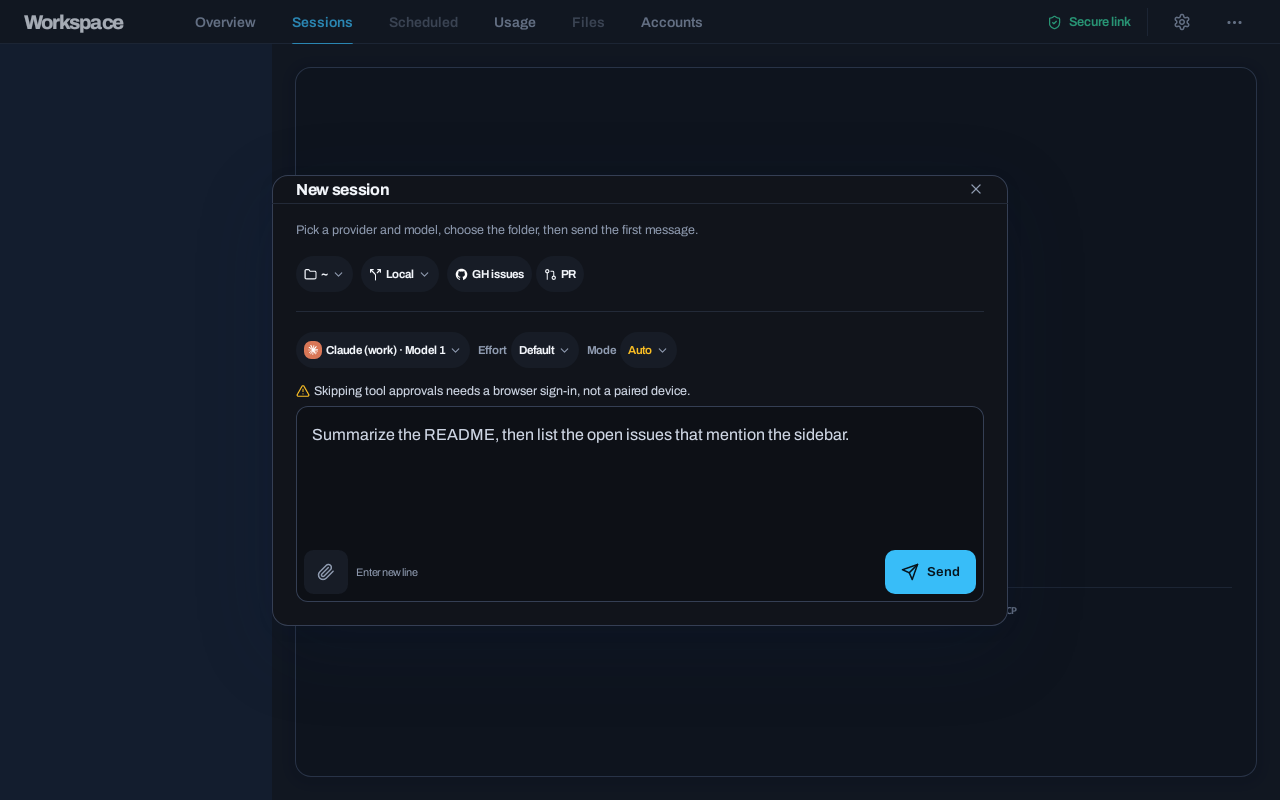 Workspace
Overview Sessions Scheduled Usage Files Accounts
Secure link
New session
Pick a provider and model, choose the folder, then send the first message.
~ Local GH issues PR
Claude (work) · Model 1 Effort Default Mode Auto
Skipping tool approvals needs a browser sign-in, not a paired device.
Summarize the README, then list the open issues that mention the sidebar.
Enter new line
Send